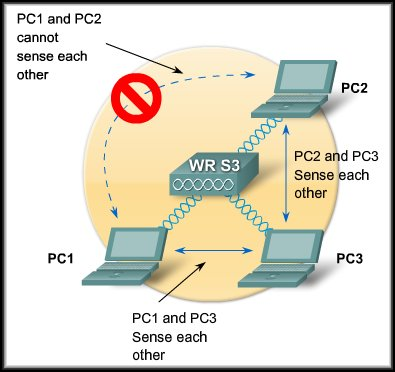 PC1 and PC2
cannot
sense each
other
PC2
WR S3
PC2 and PC3
Sense each
other
PC1
PC3
PC1 and PC3
Sense each
other